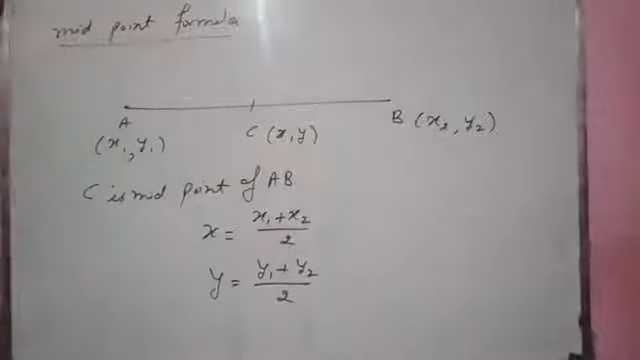 mid point formula
A
(x₁, y₁)
C (x, y)
B (x₂, y₂)
C is mid point of AB
x = x₁ + x₂ / 2
y = y₁ + y₂ / 2